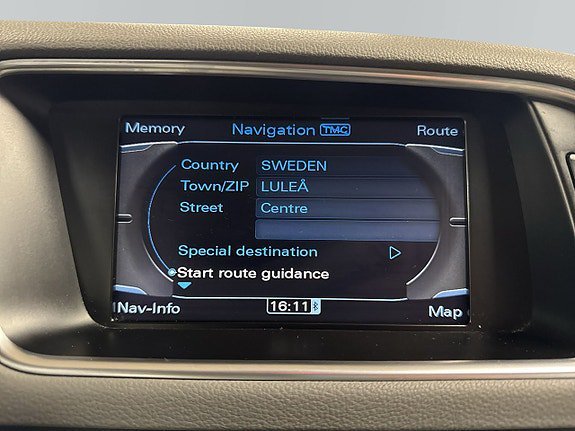 Memory Navigation TMC Route
Country SWEDEN
Town/ZIP LULEÅ
Street Centre
Special destination
Start route guidance
Nav-Info 16:11 Map